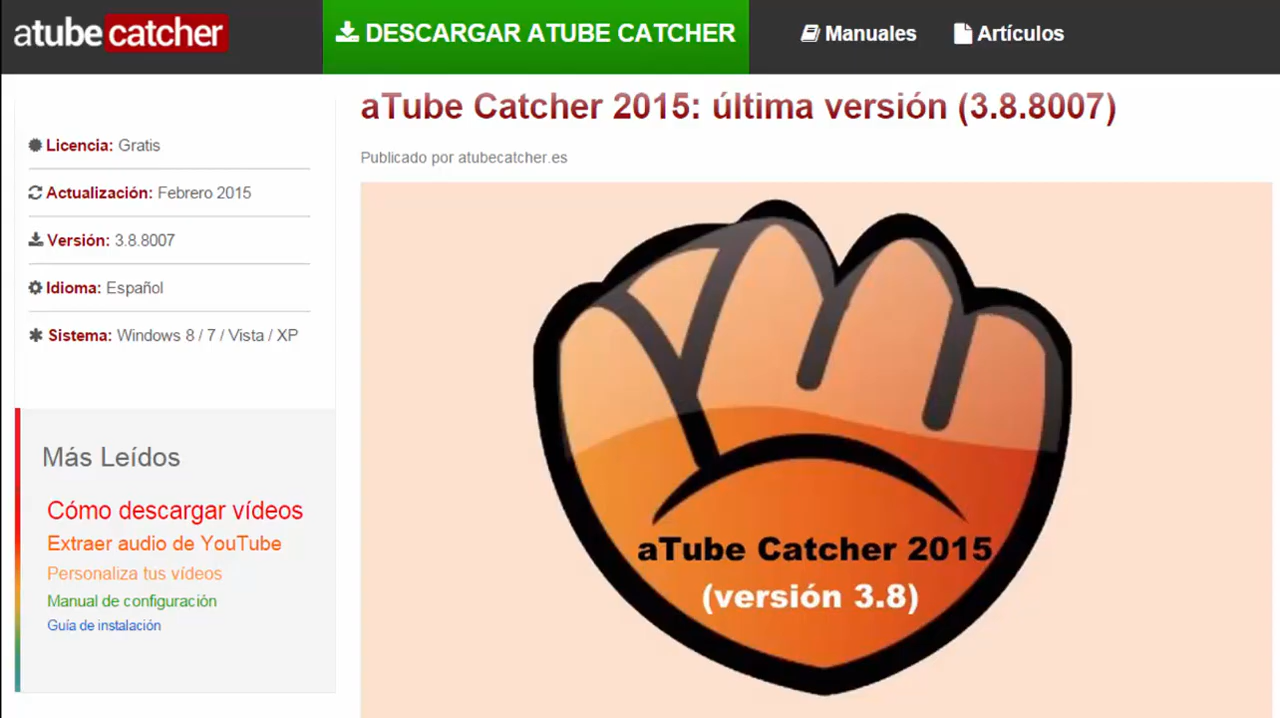 atube catcher
DESCARGAR ATUBE CATCHER
Manuales
Artículos
Licencia: Gratis
Actualización: Febrero 2015
Versión: 3.8.8007
Idioma: Español
Sistema: Windows 8 / 7 / Vista / XP
Más Leídos
Cómo descargar vídeos
Extraer audio de YouTube
Personaliza tus vídeos
Manual de configuración
Guía de instalación
aTube Catcher 2015: última versión (3.8.8007)
Publicado por atubecatcher.es
aTube Catcher 2015
(versión 3.8)